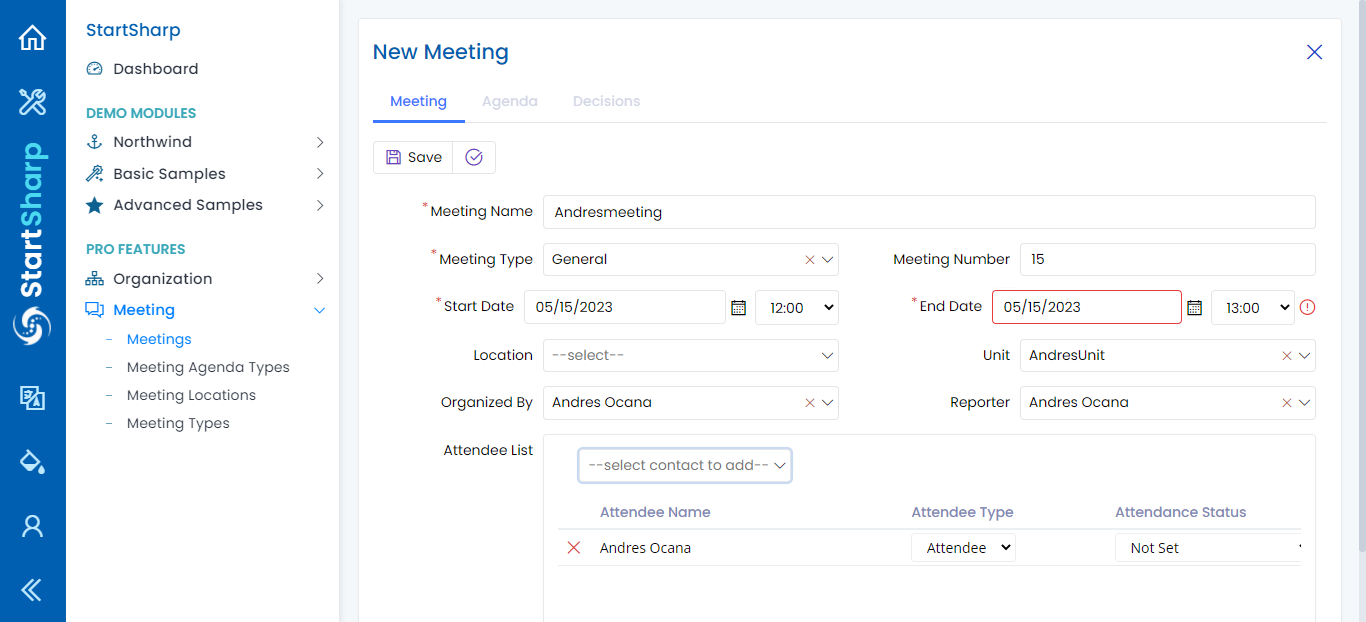 StartSharp
StartSharp
Dashboard
DEMO MODULES
Northwind
Basic Samples
Advanced Samples
PRO FEATURES
Organization
Meeting
Meetings
Meeting Agenda Types
Meeting Locations
Meeting Types
New Meeting
Meeting Agenda Decisions
Save
*Meeting Name Andresmeeting
*Meeting Type General Meeting Number 15
*Start Date 05/15/2023 12:00 *End Date 05/15/2023 13:00
Location --select-- Unit AndresUnit
Organized By Andres Ocana Reporter Andres Ocana
Attendee List --select contact to add--
Attendee Name Attendee Type Attendance Status
Andres Ocana Attendee Not Set